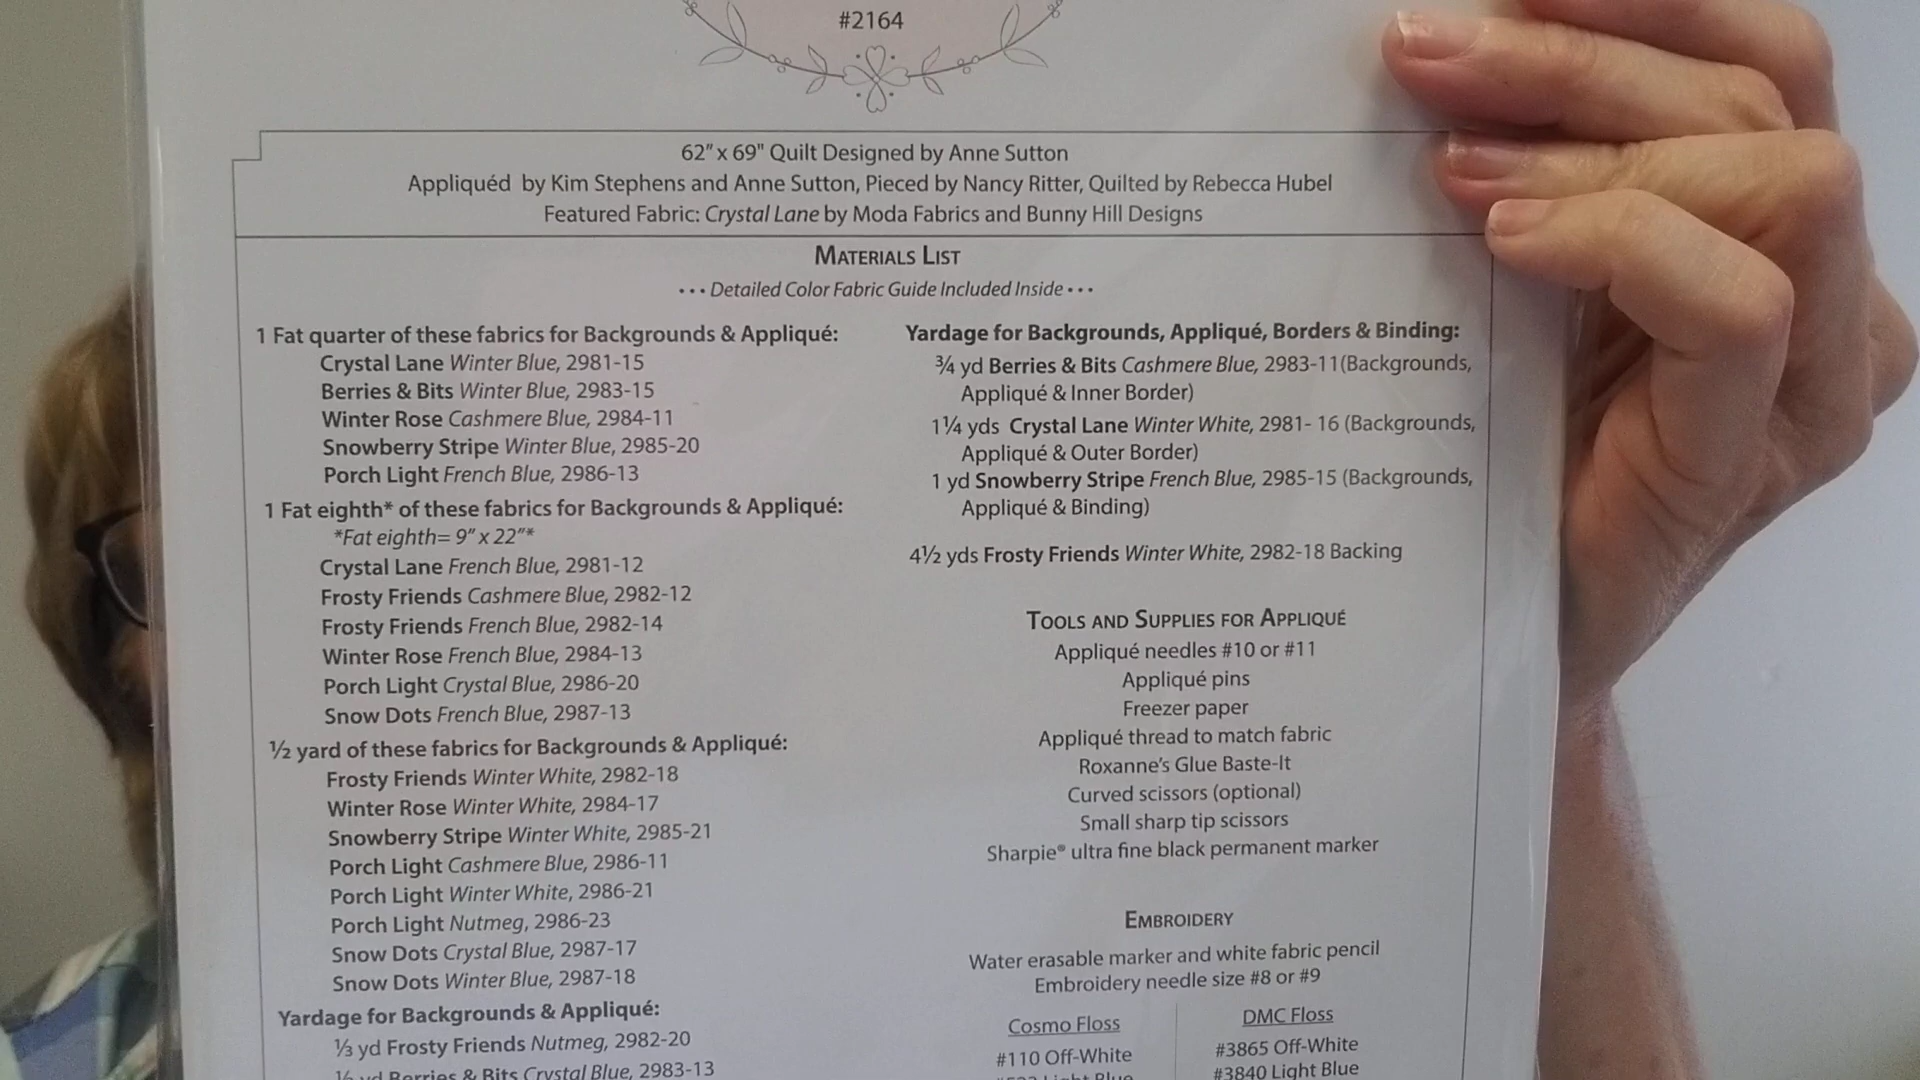 #2164
62" x 69" Quilt Designed by Anne Sutton
Appliquéd by Kim Stephens and Anne Sutton, Pieced by Nancy Ritter, Quilted by Rebecca Hubel
Featured Fabric: Crystal Lane by Moda Fabrics and Bunny Hill Designs
MATERIALS LIST
• • • Detailed Color Fabric Guide Included Inside • • •
1 Fat quarter of these fabrics for Backgrounds & Appliqué:
Crystal Lane Winter Blue, 2981-15
Berries & Bits Winter Blue, 2983-15
Winter Rose Cashmere Blue, 2984-11
Snowberry Stripe Winter Blue, 2985-20
Porch Light French Blue, 2986-13
1 Fat eighth* of these fabrics for Backgrounds & Appliqué:
*Fat eighth= 9" x 22"*
Crystal Lane French Blue, 2981-12
Frosty Friends Cashmere Blue, 2982-12
Frosty Friends French Blue, 2982-14
Winter Rose French Blue, 2984-13
Porch Light Crystal Blue, 2986-20
Snow Dots French Blue, 2987-13
½ yard of these fabrics for Backgrounds & Appliqué:
Frosty Friends Winter White, 2982-18
Winter Rose Winter White, 2984-17
Snowberry Stripe Winter White, 2985-21
Porch Light Cashmere Blue, 2986-11
Porch Light Winter White, 2986-21
Porch Light Nutmeg, 2986-23
Snow Dots Crystal Blue, 2987-17
Snow Dots Winter Blue, 2987-18
Yardage for Backgrounds & Appliqué:
⅓ yd Frosty Friends Nutmeg, 2982-20
yd Berries & Bits Crystal Blue, 2983-13
Yardage for Backgrounds, Appliqué, Borders & Binding:
¾ yd Berries & Bits Cashmere Blue, 2983-11(Backgrounds,
Appliqué & Inner Border)
1¼ yds Crystal Lane Winter White, 2981- 16 (Backgrounds,
Appliqué & Outer Border)
1 yd Snowberry Stripe French Blue, 2985-15 (Backgrounds,
Appliqué & Binding)
4½ yds Frosty Friends Winter White, 2982-18 Backing
TOOLS AND SUPPLIES FOR APPLIQUÉ
Appliqué needles #10 or #11
Appliqué pins
Freezer paper
Appliqué thread to match fabric
Roxanne's Glue Baste-It
Curved scissors (optional)
Small sharp tip scissors
Sharpie® ultra fine black permanent marker
EMBROIDERY
Water erasable marker and white fabric pencil
Embroidery needle size #8 or #9
Cosmo Floss
#110 Off-White
Light Blue
DMC Floss
#3865 Off-White
#3840 Light Blue